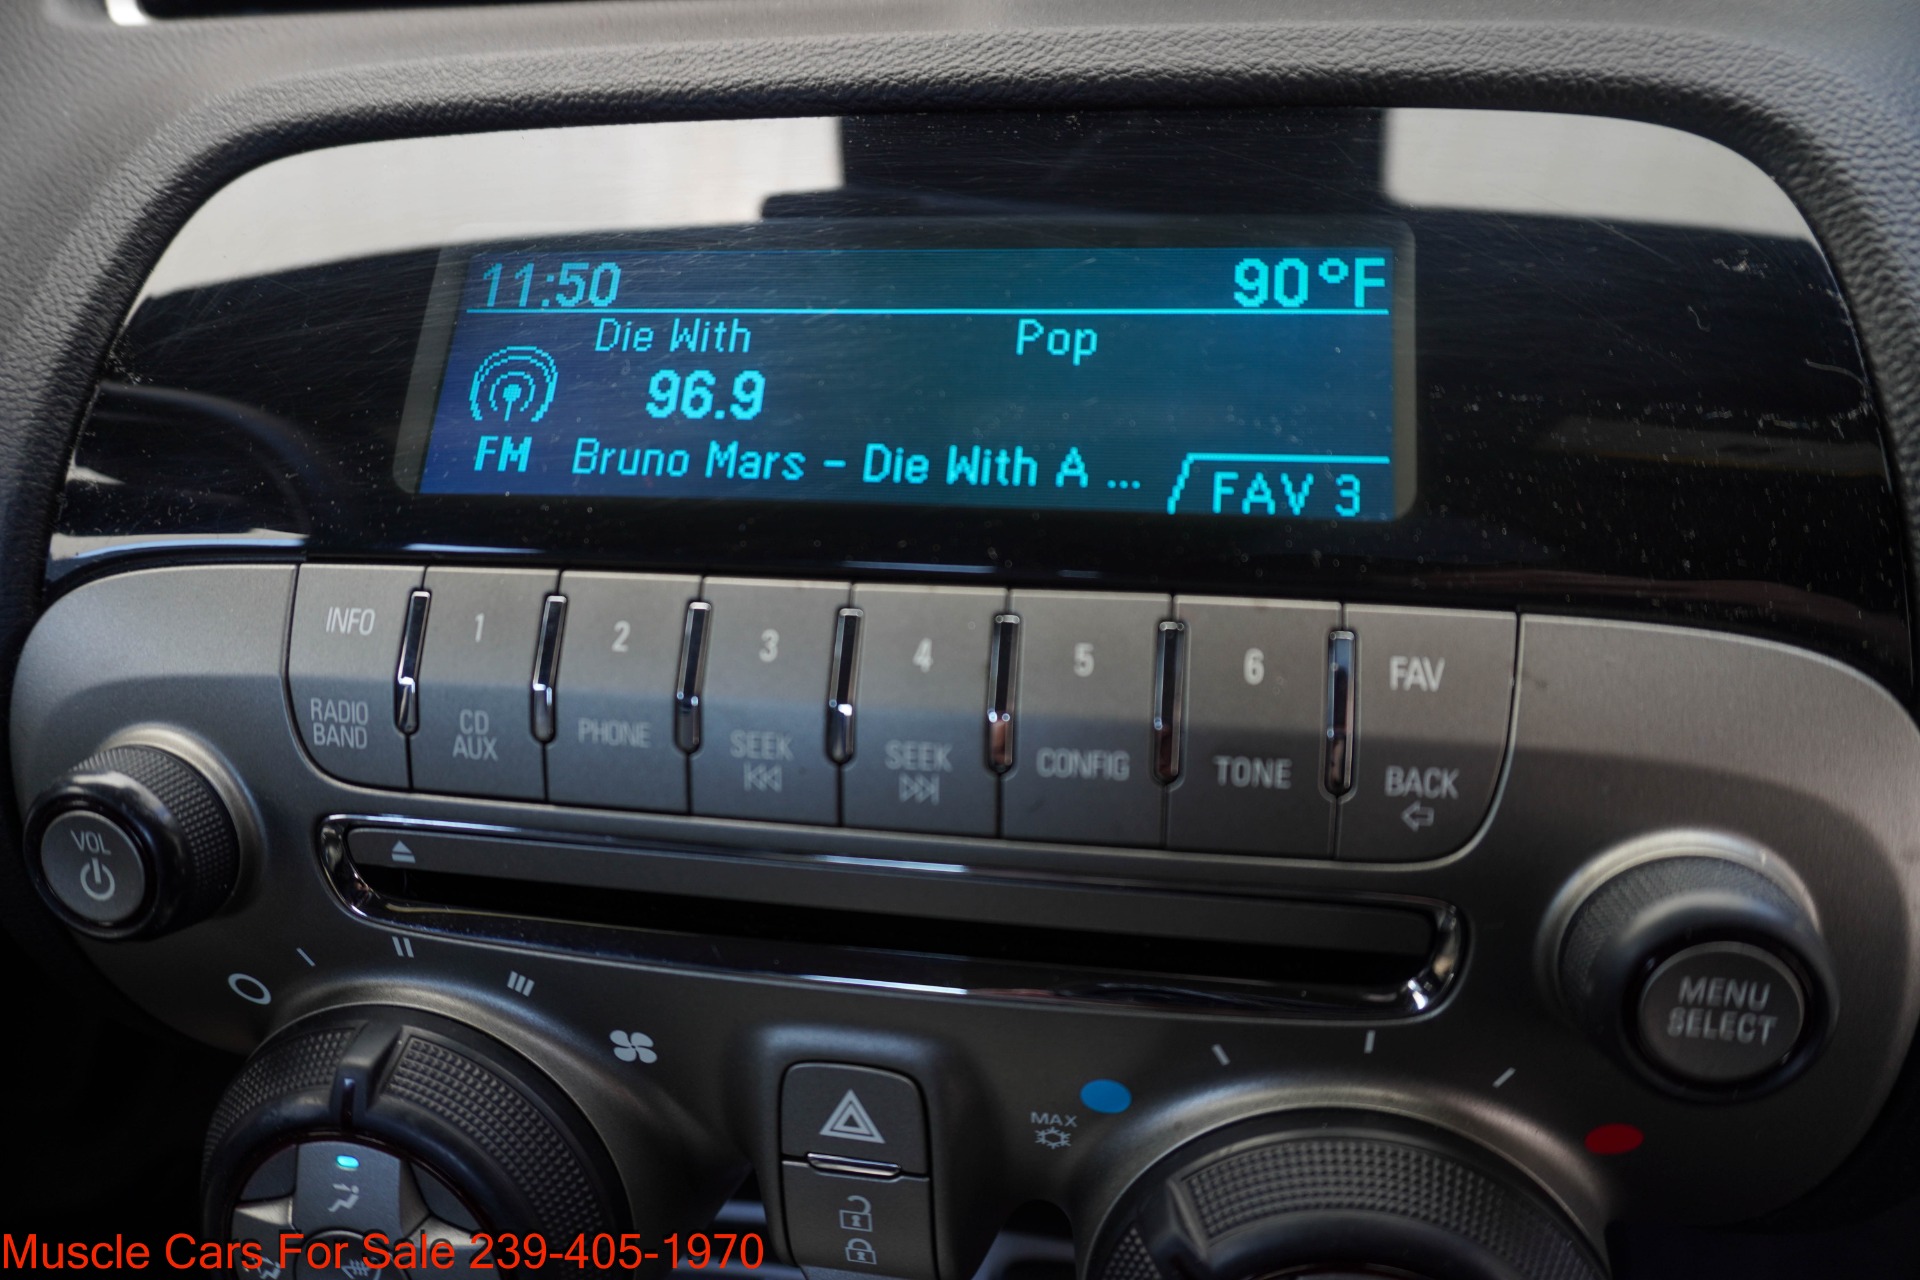 11:50 90°F
Die With Pop
96.9
FM Bruno Mars - Die With A ...
FAV 3
INFO 1 2 3 4 5 6 FAV
RADIO BAND
CD AUX
PHONE
SEEK
SEEK
CONFIG
TONE
BACK
VOL
MENU SELECT
MAX
Muscle Cars For Sale 239-405-1970